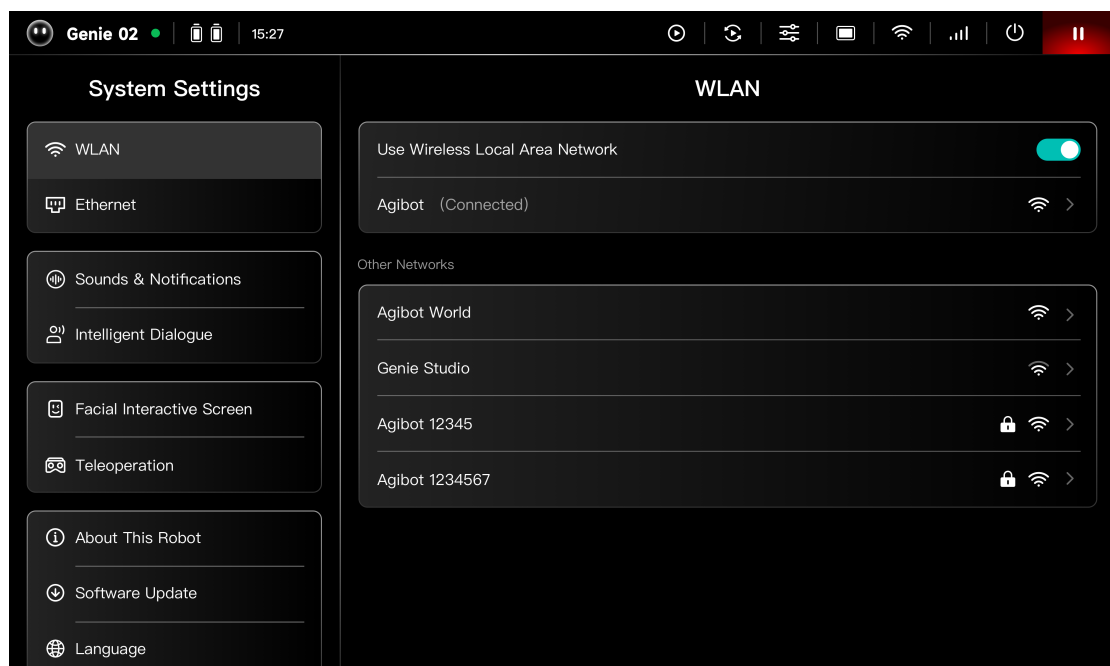 Genie 02
15:27
System Settings
WLAN
Ethernet
Sounds & Notifications
Intelligent Dialogue
Facial Interactive Screen
Teleoperation
About This Robot
Software Update
Language
WLAN
Use Wireless Local Area Network
Agibot (Connected)
Other Networks
Agibot World
Genie Studio
Agibot 12345
Agibot 1234567